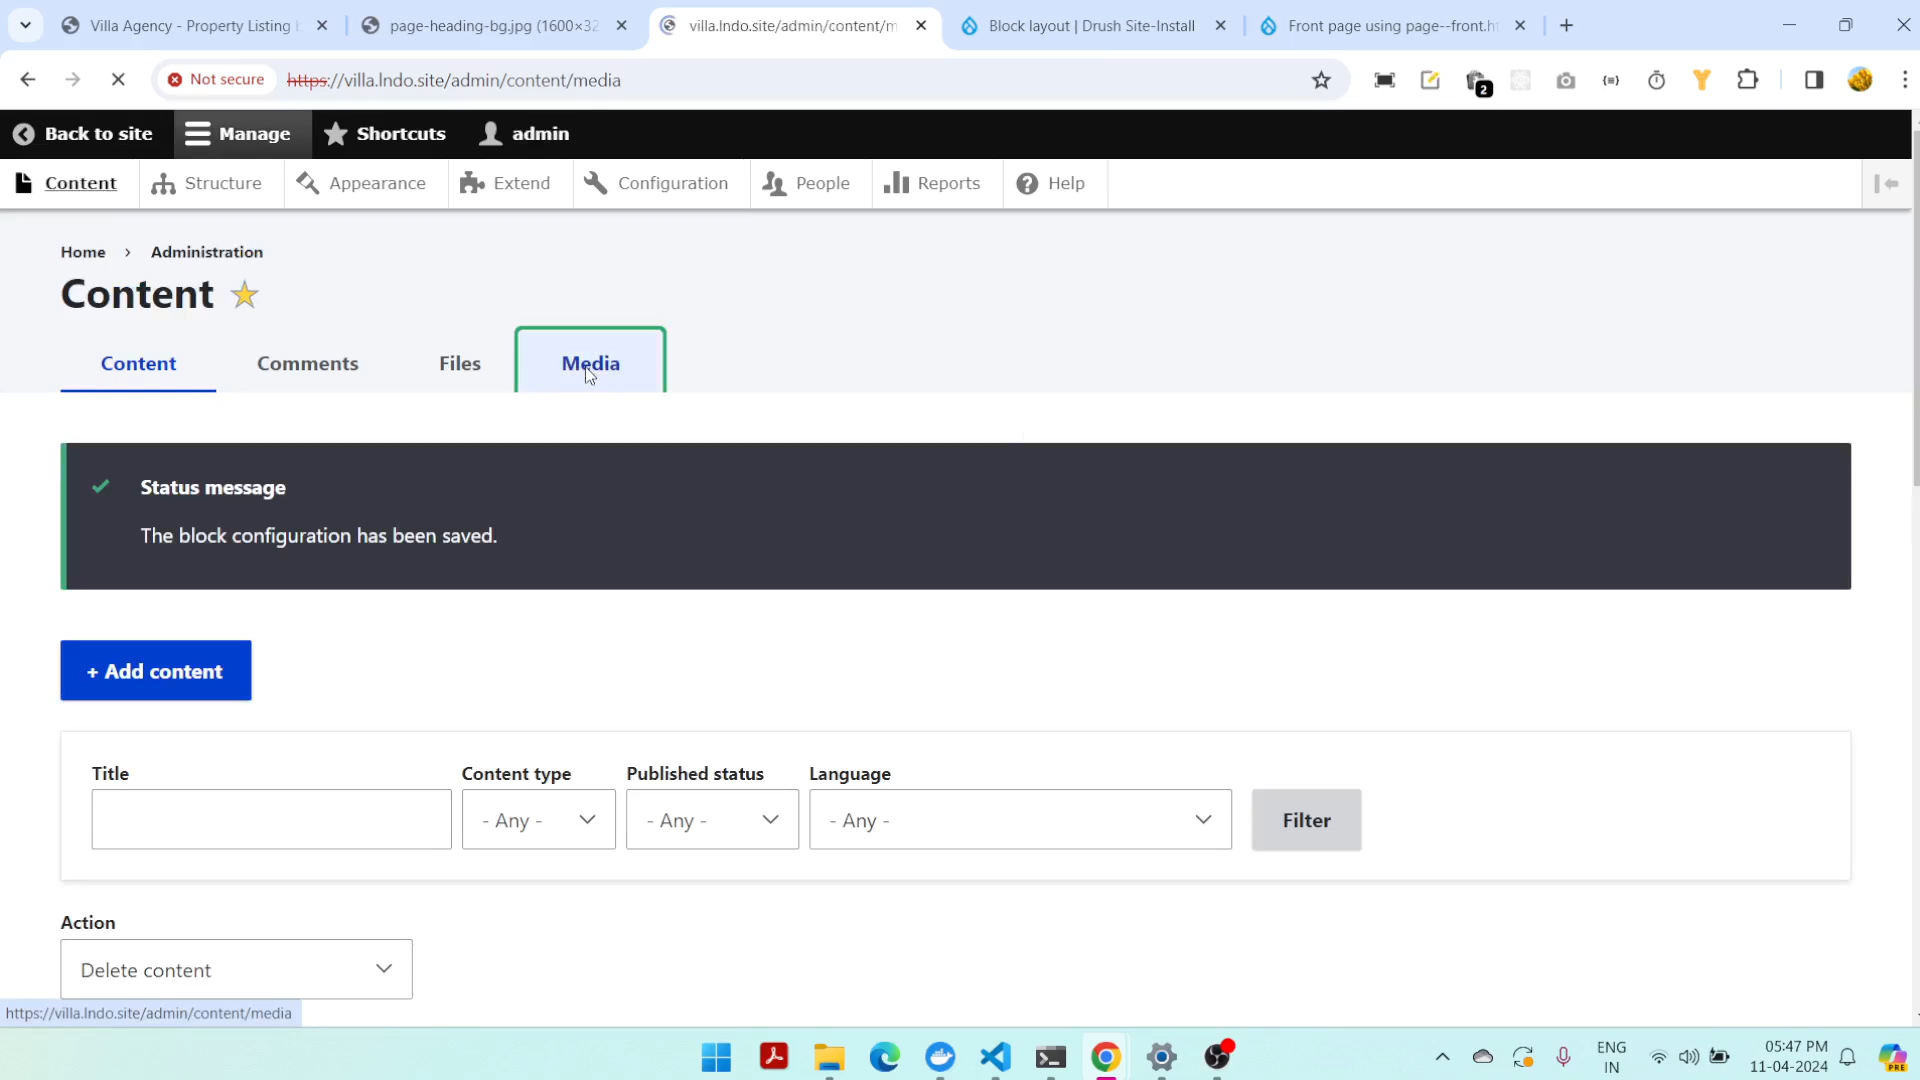 Villa Agency - Property Listing b
page-heading-bg.jpg (1600×32
villa.lndo.site/admin/content/m
Block layout | Drush Site-Install
Front page using page--front.ht
Not secure
https://villa.lndo.site/admin/content/media
2
Back to site
Manage
Shortcuts
admin
Content
Structure
Appearance
Extend
Configuration
People
Reports
Help
Home › Administration
Content
Content
Comments
Files
Media
Status message
The block configuration has been saved.
+ Add content
Title
Content type
Published status
Language
- Any -
- Any -
- Any -
Filter
Action
Delete content
https://villa.lndo.site/admin/content/media
ENG
IN
05:47 PM
11-04-2024
PRE